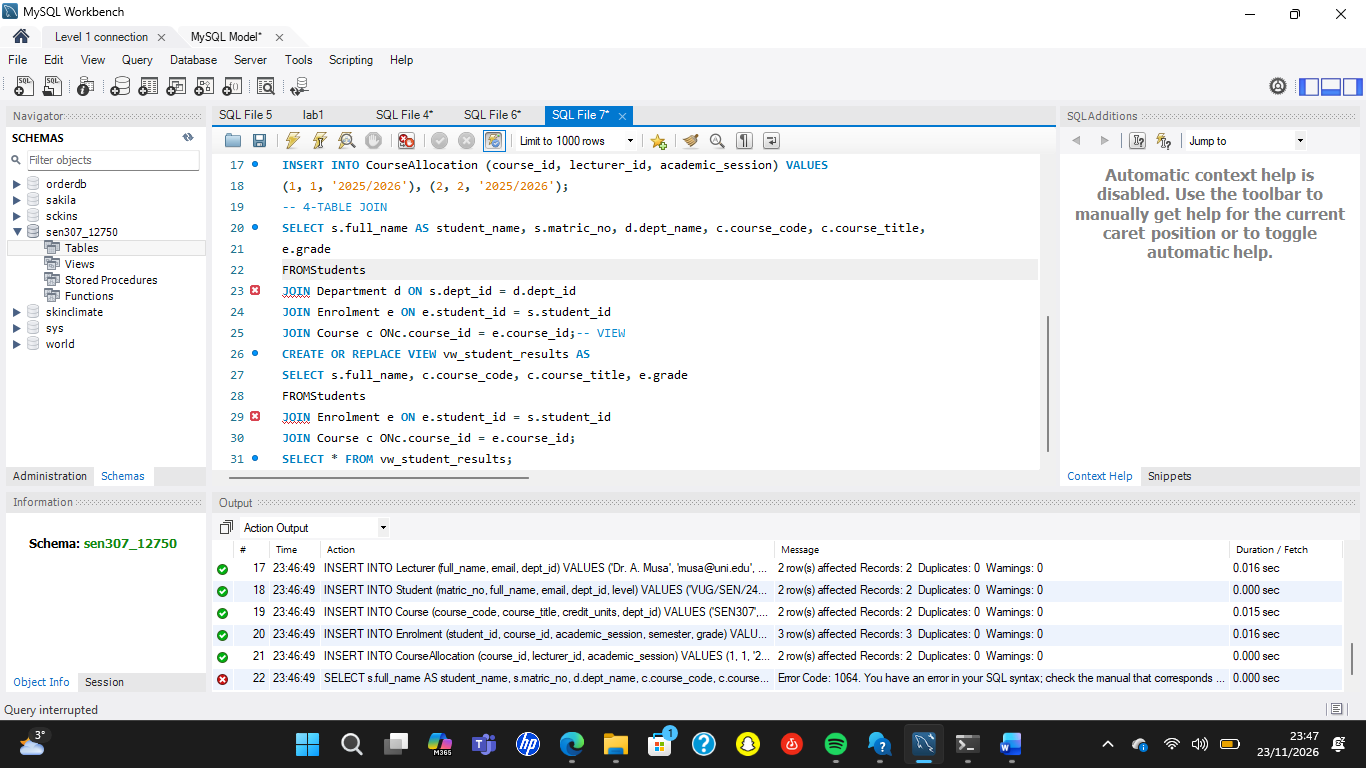 MySQL Workbench
Level 1 connection
MySQL Model*
File Edit View Query Database Server Tools Scripting Help
Navigator
SCHEMAS
Filter objects
orderdb
sakila
sckins
sen307_12750
Tables
Views
Stored Procedures
Functions
skinclimate
sys
world
Administration Schemas
Information
Schema: sen307_12750
Object Info Session
SQL File 5 lab1 SQL File 4* SQL File 6* SQL File 7*
Limit to 1000 rows
17 INSERT INTO CourseAllocation (course_id, lecturer_id, academic_session) VALUES
18 (1, 1, '2025/2026'), (2, 2, '2025/2026');
19 -- 4-TABLE JOIN
20 SELECT s.full_name AS student_name, s.matric_no, d.dept_name, c.course_code, c.course_title,
21 e.grade
22 FROMStudents
23 JOIN Department d ON s.dept_id = d.dept_id
24 JOIN Enrolment e ON e.student_id = s.student_id
25 JOIN Course c ONc.course_id = e.course_id;-- VIEW
26 CREATE OR REPLACE VIEW vw_student_results AS
27 SELECT s.full_name, c.course_code, c.course_title, e.grade
28 FROMStudents
29 JOIN Enrolment e ON e.student_id = s.student_id
30 JOIN Course c ONc.course_id = e.course_id;
31 SELECT * FROM vw_student_results;
SQLAdditions
Jump to
Automatic context help is
disabled. Use the toolbar to
manually get help for the current
caret position or to toggle
automatic help.
Context Help Snippets
Output
Action Output
# Time Action Message Duration / Fetch
17 23:46:49 INSERT INTO Lecturer (full_name, email, dept_id) VALUES ('Dr. A. Musa', 'musa@uni.edu', ... 2 row(s) affected Records: 2 Duplicates: 0 Warnings: 0 0.016 sec
18 23:46:49 INSERT INTO Student (matric_no, full_name, email, dept_id, level) VALUES ('VUG/SEN/24... 2 row(s) affected Records: 2 Duplicates: 0 Warnings: 0 0.000 sec
19 23:46:49 INSERT INTO Course (course_code, course_title, credit_units, dept_id) VALUES ('SEN307',... 2 row(s) affected Records: 2 Duplicates: 0 Warnings: 0 0.015 sec
20 23:46:49 INSERT INTO Enrolment (student_id, course_id, academic_session, semester, grade) VALU... 3 row(s) affected Records: 3 Duplicates: 0 Warnings: 0 0.016 sec
21 23:46:49 INSERT INTO CourseAllocation (course_id, lecturer_id, academic_session) VALUES (1, 1, '2... 2 row(s) affected Records: 2 Duplicates: 0 Warnings: 0 0.000 sec
22 23:46:49 SELECT s.full_name AS student_name, s.matric_no, d.dept_name, c.course_code, c.course... Error Code: 1064. You have an error in your SQL syntax; check the manual that corresponds ... 0.000 sec
Query interrupted
3°
M365
1
23:47
23/11/2026